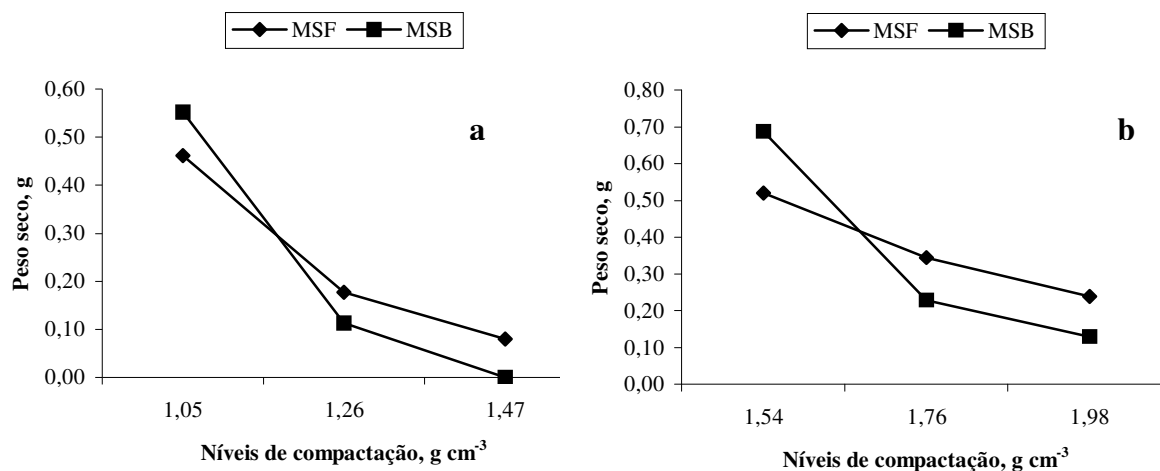 MSF MSB
a
0,60
0,50
0,40
0,30
0,20
0,10
0,00
Peso seco, g
1,05 1,26 1,47
Níveis de compactação, g cm⁻³
MSF MSB
b
0,80
0,70
0,60
0,50
0,40
0,30
0,20
0,10
0,00
Peso seco, g
1,54 1,76 1,98
Níveis de compactação, g cm⁻³